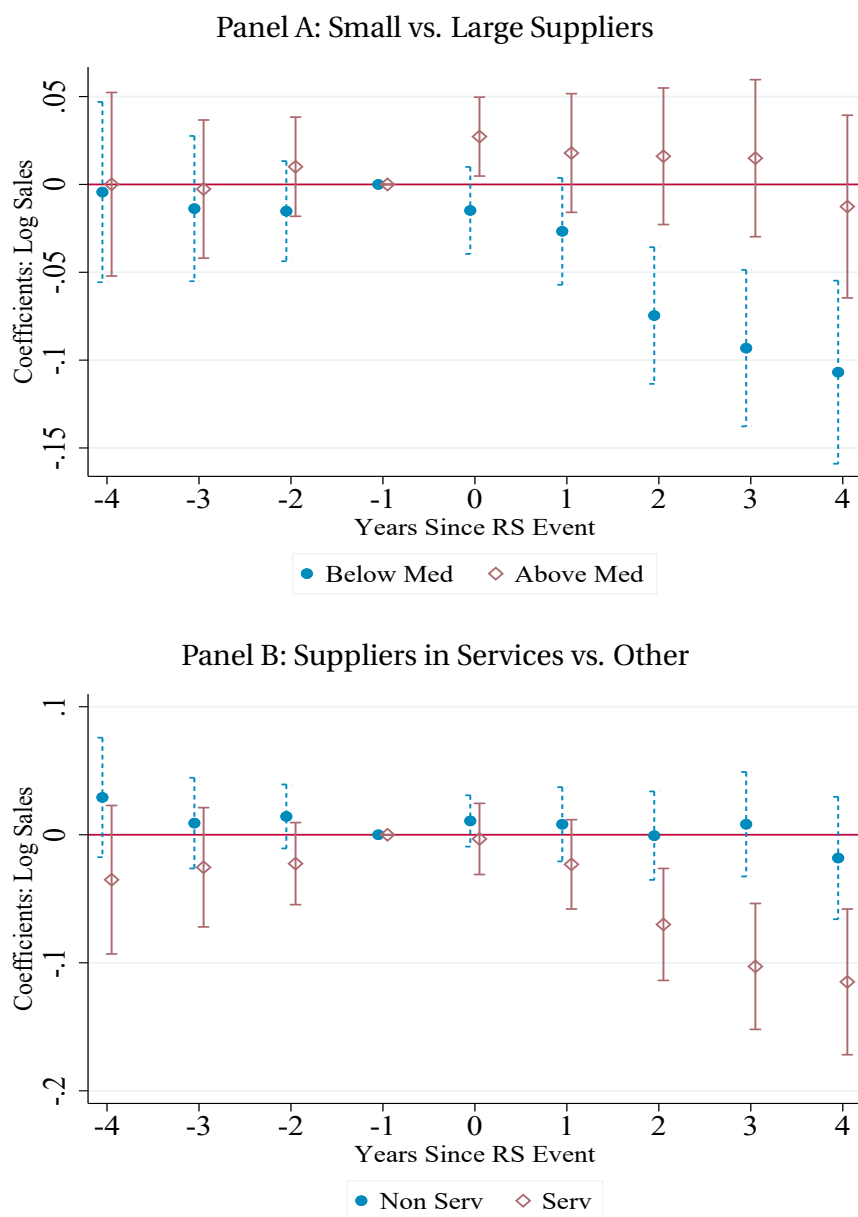 Panel A: Small vs. Large Suppliers
Coefficients: Log Sales
.05
0
-.05
-.1
-.15
-4 -3 -2 -1 0 1 2 3 4
Years Since RS Event
Below Med Above Med
Panel B: Suppliers in Services vs. Other
Coefficients: Log Sales
.1
0
-.1
-.2
-4 -3 -2 -1 0 1 2 3 4
Years Since RS Event
Non Serv Serv